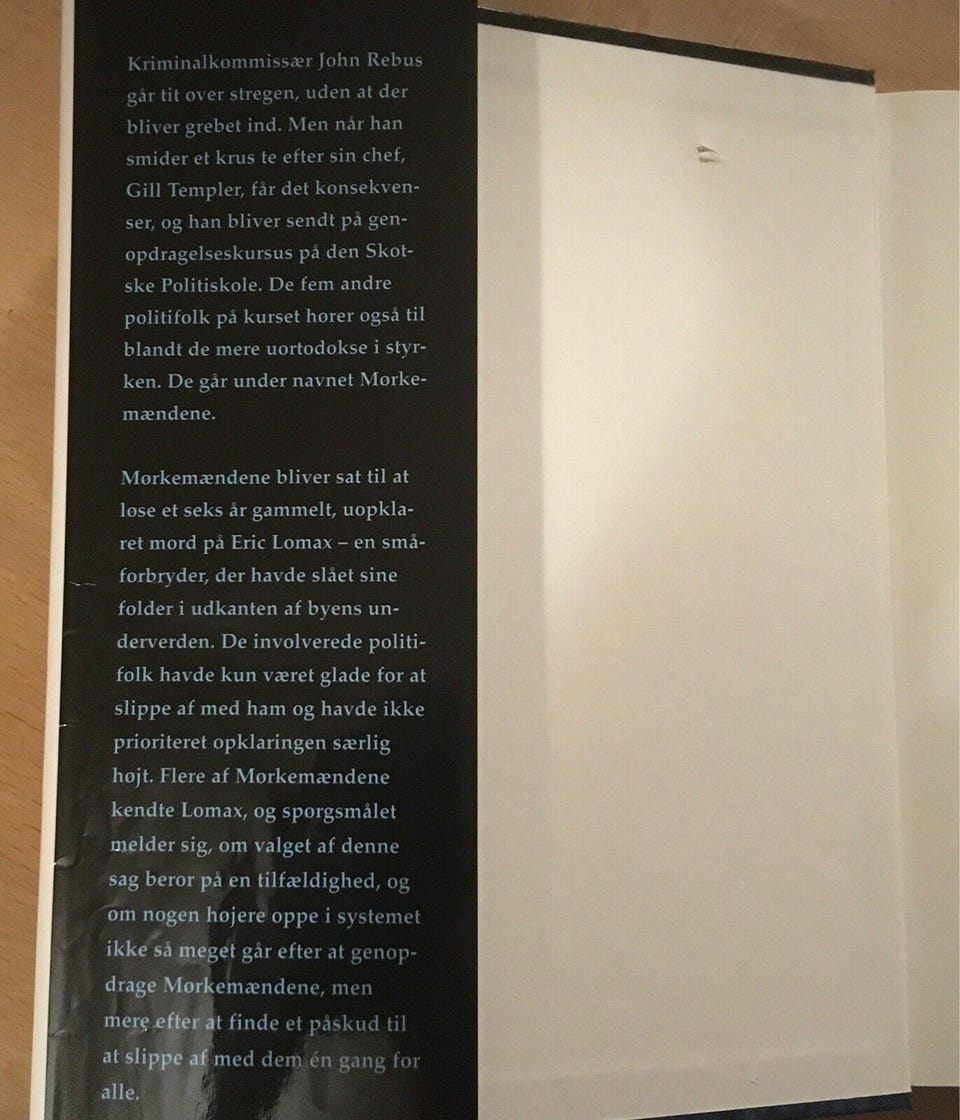 Kriminalkommissær John Rebus
går tit over stregen, uden at der
bliver grebet ind. Men når han
smider et krus te efter sin chef,
Gill Templer, får det konsekven-
ser, og han bliver sendt på gen-
opdragelseskursus på den Skot-
ske Politiskole. De fem andre
politifolk på kurset hører også til
blandt de mere uortodokse i styr-
ken. De går under navnet Mørke-
mændene.

Mørkemændene bliver sat til at
løse et seks år gammelt, uopkla-
ret mord på Eric Lomax – en små-
forbryder, der havde slået sine
folder i udkanten af byens un-
derverden. De involverede politi-
folk havde kun været glade for at
slippe af med ham og havde ikke
prioriteret opklaringen særlig
højt. Flere af Mørkemændene
kendte Lomax, og spørgsmålet
melder sig, om valget af denne
sag beror på en tilfældighed, og
om nogen højere oppe i systemet
ikke så meget går efter at genop-
drage Mørkemændene, men
mere efter at finde et påskud til
at slippe af med dem én gang for
alle.